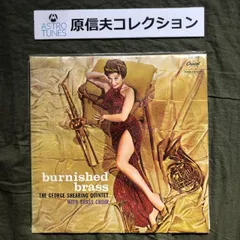 ASTRO
TUNES
原信夫コレクション
burnished
brass
THE GEORGE SHEARING QUINTET
WITH BRASS CHOIR